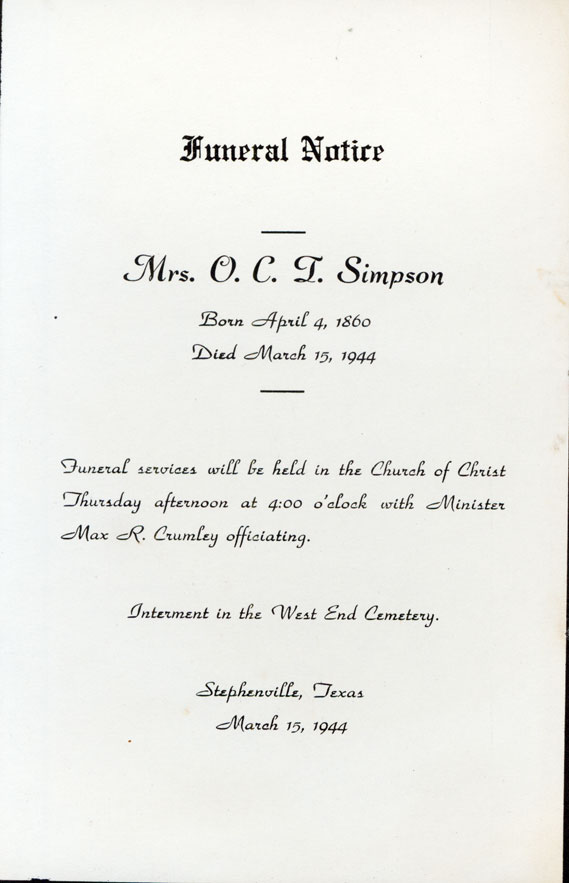 Funeral Notice
Mrs. O. C. T. Simpson
Born April 4, 1860
Died March 15, 1944
Funeral services will be held in the Church of Christ
Thursday afternoon at 4:00 o'clock with Minister
Max R. Crumley officiating.
Interment in the West End Cemetery.
Stephenville, Texas
March 15, 1944